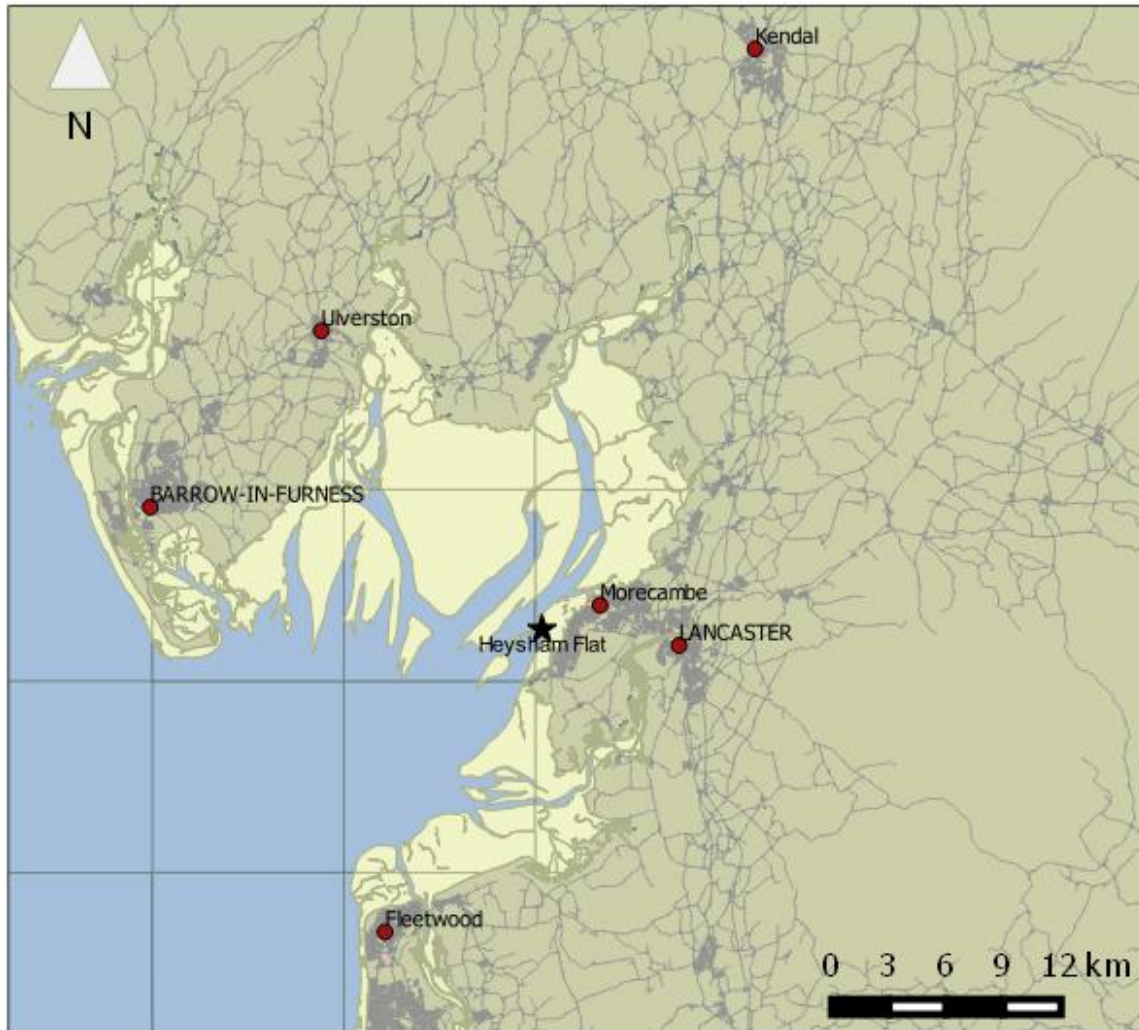 Kendal
N
Ulverston
BARROW-IN-FURNESS
Morecambe
Heysham Flat
LANCASTER
Fleetwood
0 3 6 9 12 km